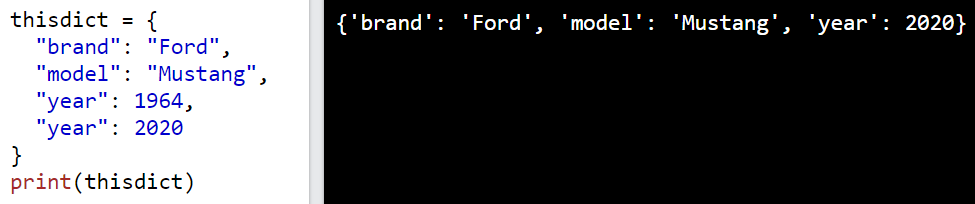 thisdict = {
  "brand": "Ford",
  "model": "Mustang",
  "year": 1964,
  "year": 2020
}
print(thisdict)
{'brand': 'Ford', 'model': 'Mustang', 'year': 2020}